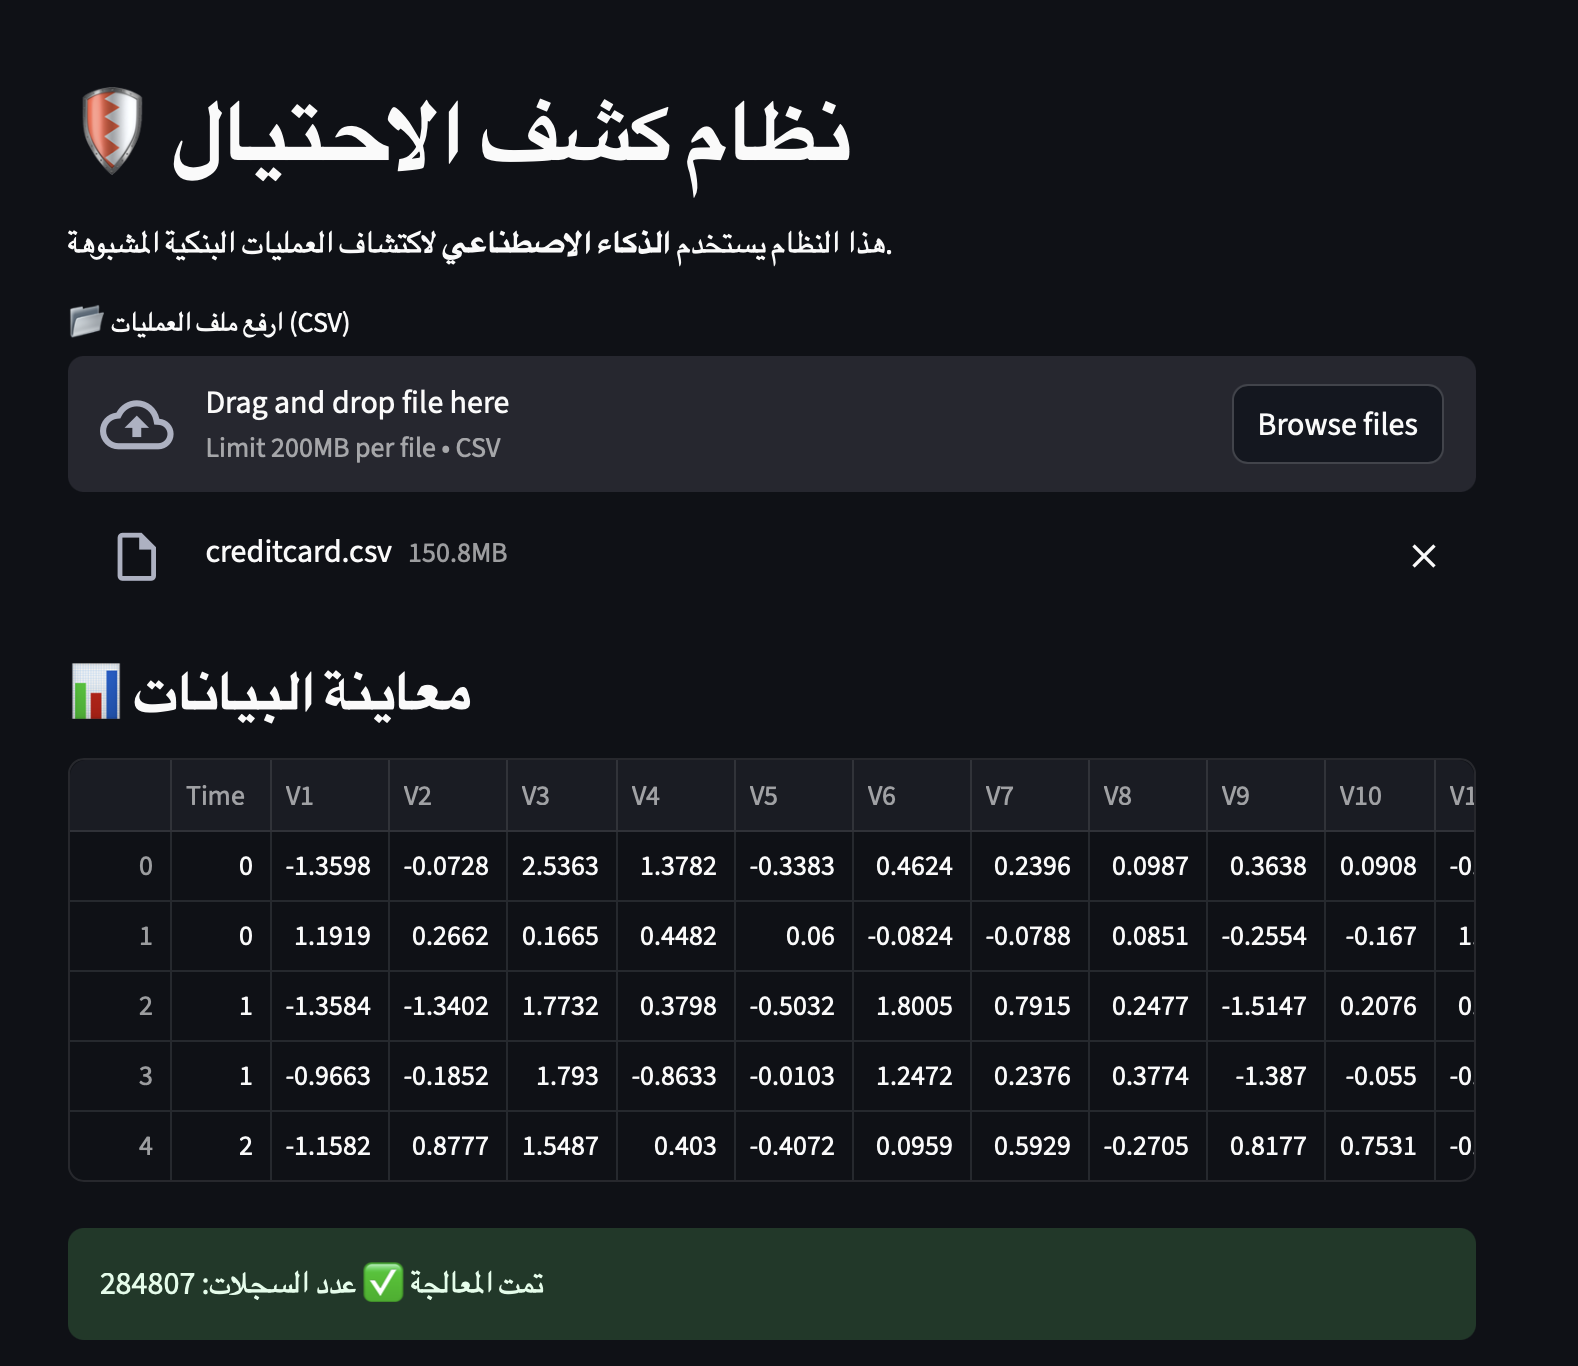 نظام كشف الاحتيال
هذا النظام يستخدم الذكاء الاصطناعي لاكتشاف العمليات البنكية المشبوهة.
ارفع ملف العمليات (CSV)
Drag and drop file here
Limit 200MB per file • CSV
Browse files
creditcard.csv 150.8MB
معاينة البيانات
Time V1 V2 V3 V4 V5 V6 V7 V8 V9 V10 V1
0 0 -1.3598 -0.0728 2.5363 1.3782 -0.3383 0.4624 0.2396 0.0987 0.3638 0.0908 -0.
1 0 1.1919 0.2662 0.1665 0.4482 0.06 -0.0824 -0.0788 0.0851 -0.2554 -0.167 1.
2 1 -1.3584 -1.3402 1.7732 0.3798 -0.5032 1.8005 0.7915 0.2477 -1.5147 0.2076 0.
3 1 -0.9663 -0.1852 1.793 -0.8633 -0.0103 1.2472 0.2376 0.3774 -1.387 -0.055 -0.
4 2 -1.1582 0.8777 1.5487 0.403 -0.4072 0.0959 0.5929 -0.2705 0.8177 0.7531 -0.
تمت المعالجة ✅ عدد السجلات: 284807